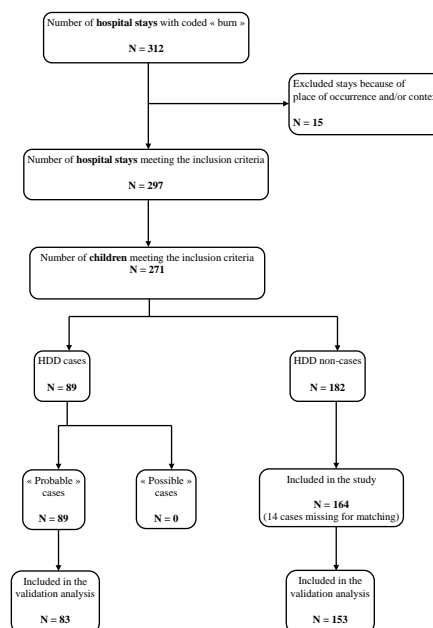 Number of hospital stays with coded « burn »
N = 312
Excluded stays because of
place of occurrence and/or contex
N = 15
Number of hospital stays meeting the inclusion criteria
N = 297
Number of children meeting the inclusion criteria
N = 271
HDD cases
N = 89
HDD non-cases
N = 182
« Probable »
cases
N = 89
« Possible »
cases
N = 0
Included in the study
N = 164
(14 cases missing for matching)
Included in the
validation analysis
N = 83
Included in the
validation analysis
N = 153